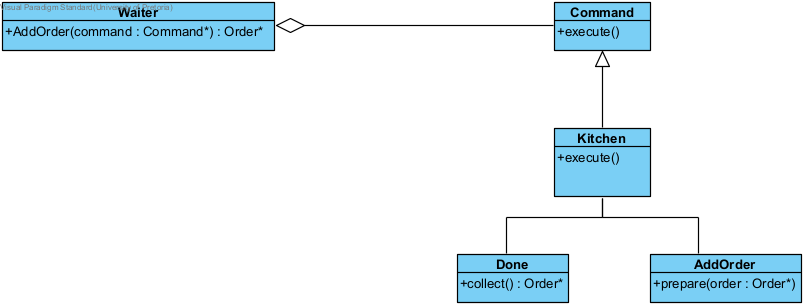 Visual Paradigm Standard(University of Pretoria)
Waiter
+AddOrder(command : Command*) : Order*
Command
+execute()
Kitchen
+execute()
Done
+collect() : Order*
AddOrder
+prepare(order : Order*)